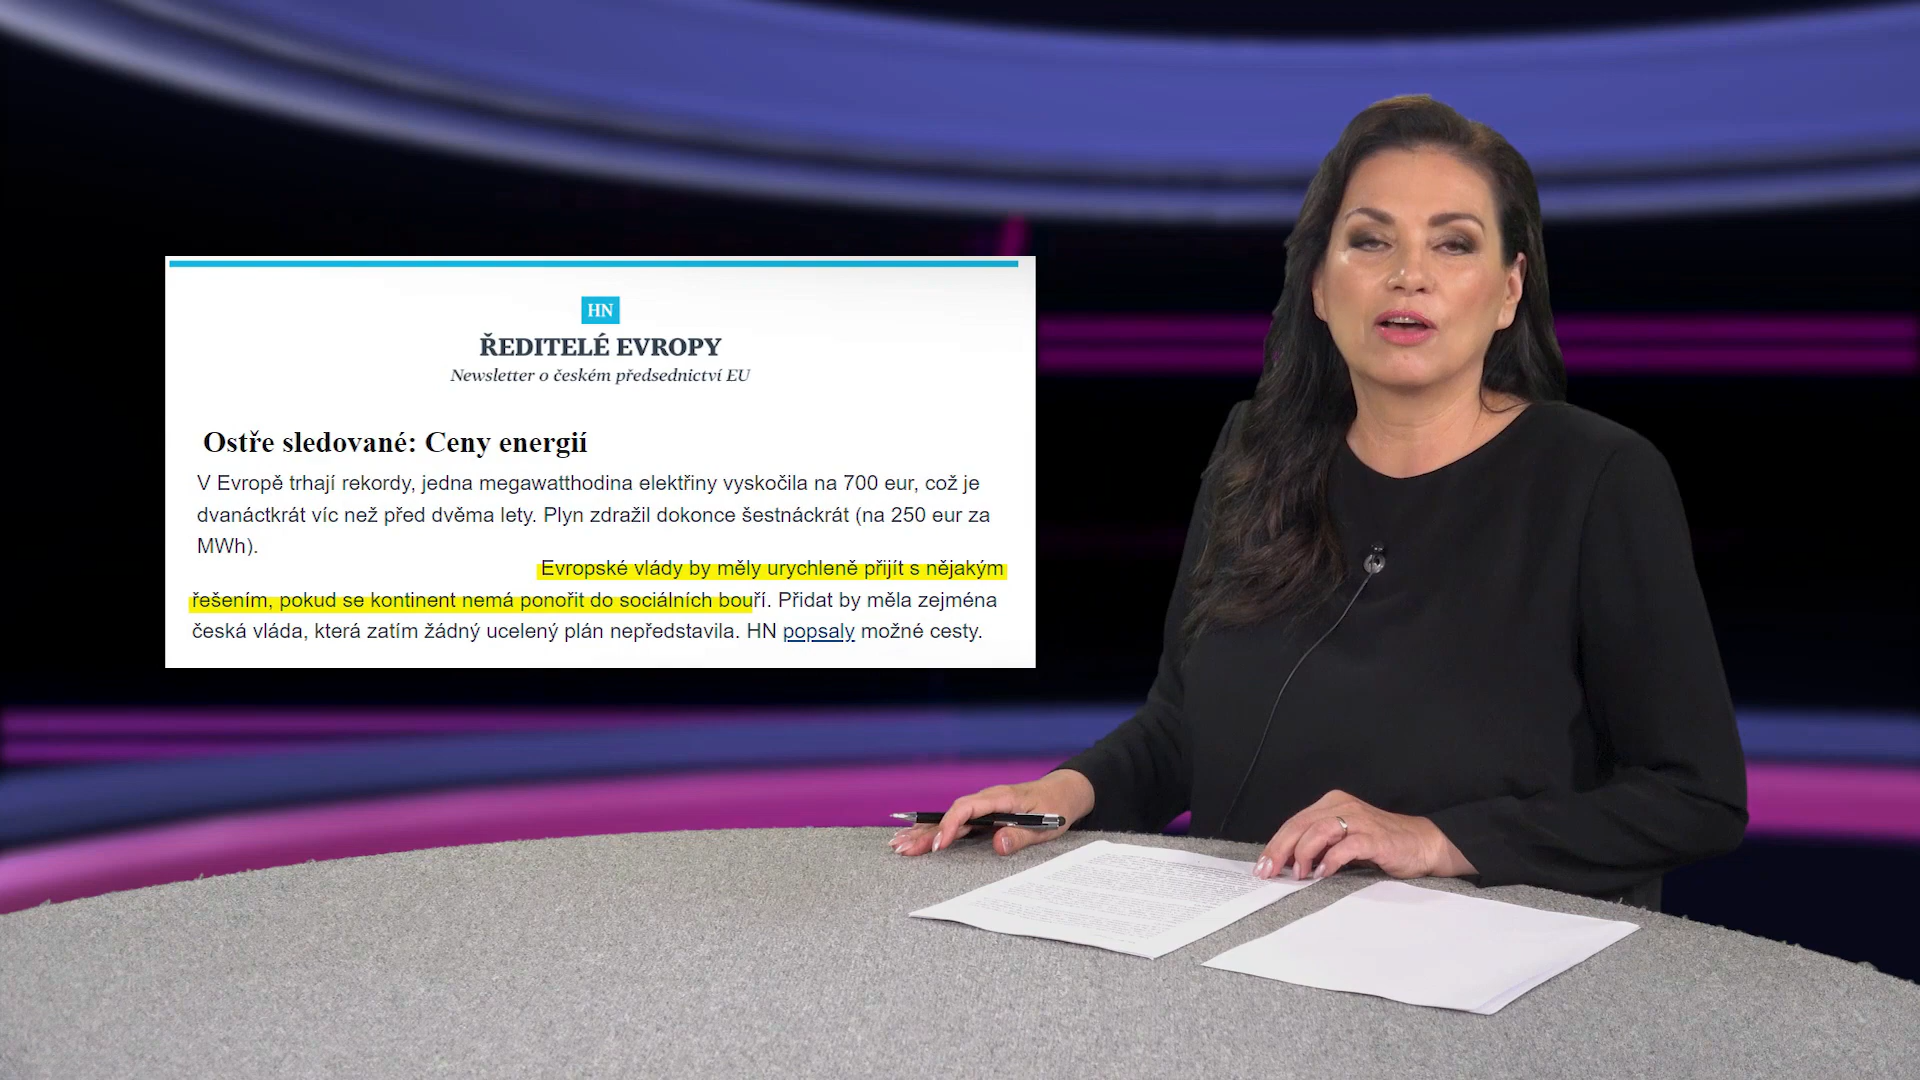 HN
ŘEDITELÉ EVROPY
Newsletter o českém předsednictví EU
Ostře sledované: Ceny energií
V Evropě trhají rekordy, jedna megawatthodina elektřiny vyskočila na 700 eur, což je
dvanáctkrát víc než před dvěma lety. Plyn zdražil dokonce šestnáckrát (na 250 eur za
MWh).
Evropské vlády by měly urychleně přijít s nějakým
řešením, pokud se kontinent nemá ponořit do sociálních bouří. Přidat by měla zejména
česká vláda, která zatím žádný ucelený plán nepředstavila. HN popsaly možné cesty.